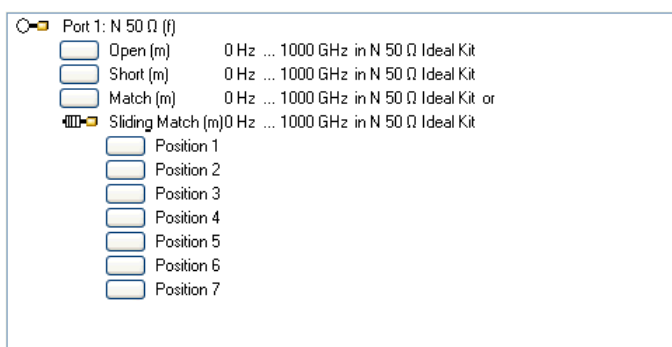 Port 1: N 50 Ω (f)
Open (m) 0 Hz ... 1000 GHz in N 50 Ω Ideal Kit
Short (m) 0 Hz ... 1000 GHz in N 50 Ω Ideal Kit
Match (m) 0 Hz ... 1000 GHz in N 50 Ω Ideal Kit or
Sliding Match (m)0 Hz ... 1000 GHz in N 50 Ω Ideal Kit
Position 1
Position 2
Position 3
Position 4
Position 5
Position 6
Position 7